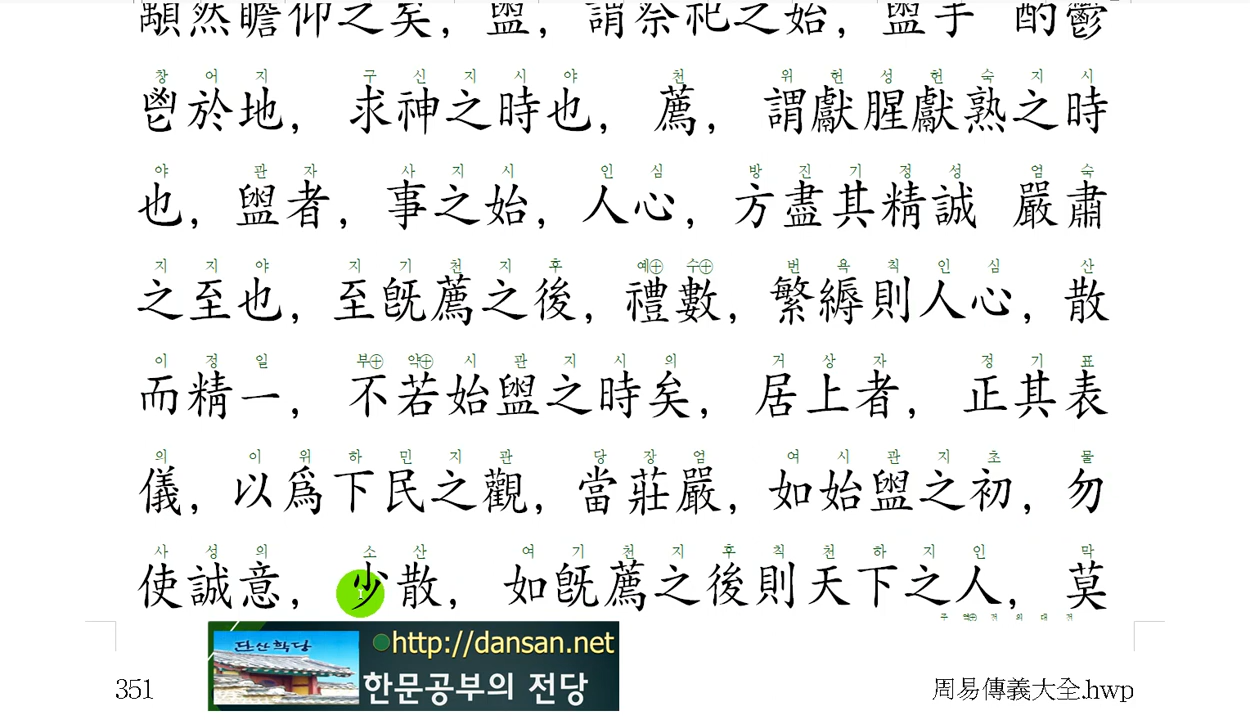 顒然瞻仰之矣, 盥, 謂祭祀之始, 盥手 酌鬱
창 어 지 구 신 지 시 야 천 위 헌 성 헌 숙 지 시
鬯於地, 求神之時也, 薦, 謂獻腥獻熟之時
야 관 자 사 지 시 인 심 방 진 기 정 성 엄 숙
也, 盥者, 事之始, 人心, 方盡其精誠 嚴肅
지 지 야 지 기 천 지 후 예⊕ 수⊕ 번 욕 칙 인 심 산
之至也, 至旣薦之後, 禮數, 繁縟則人心, 散
이 정 일 부⊕ 약⊕ 시 관 지 시 의 거 상 자 정 기 표
而精一, 不若始盥之時矣, 居上者, 正其表
의 이 위 하 민 지 관 당 장 엄 여 시 관 지 초 물
儀, 以爲下民之觀, 當莊嚴, 如始盥之初, 勿
사 성 의 소 산 여 기 천 지 후 칙 천 하 지 인 막
使誠意, 少散, 如旣薦之後則天下之人, 莫
주 역⊕ 전 의 대 전
단산학당
http://dansan.net
한문공부의 전당
351
周易傳義大全.hwp